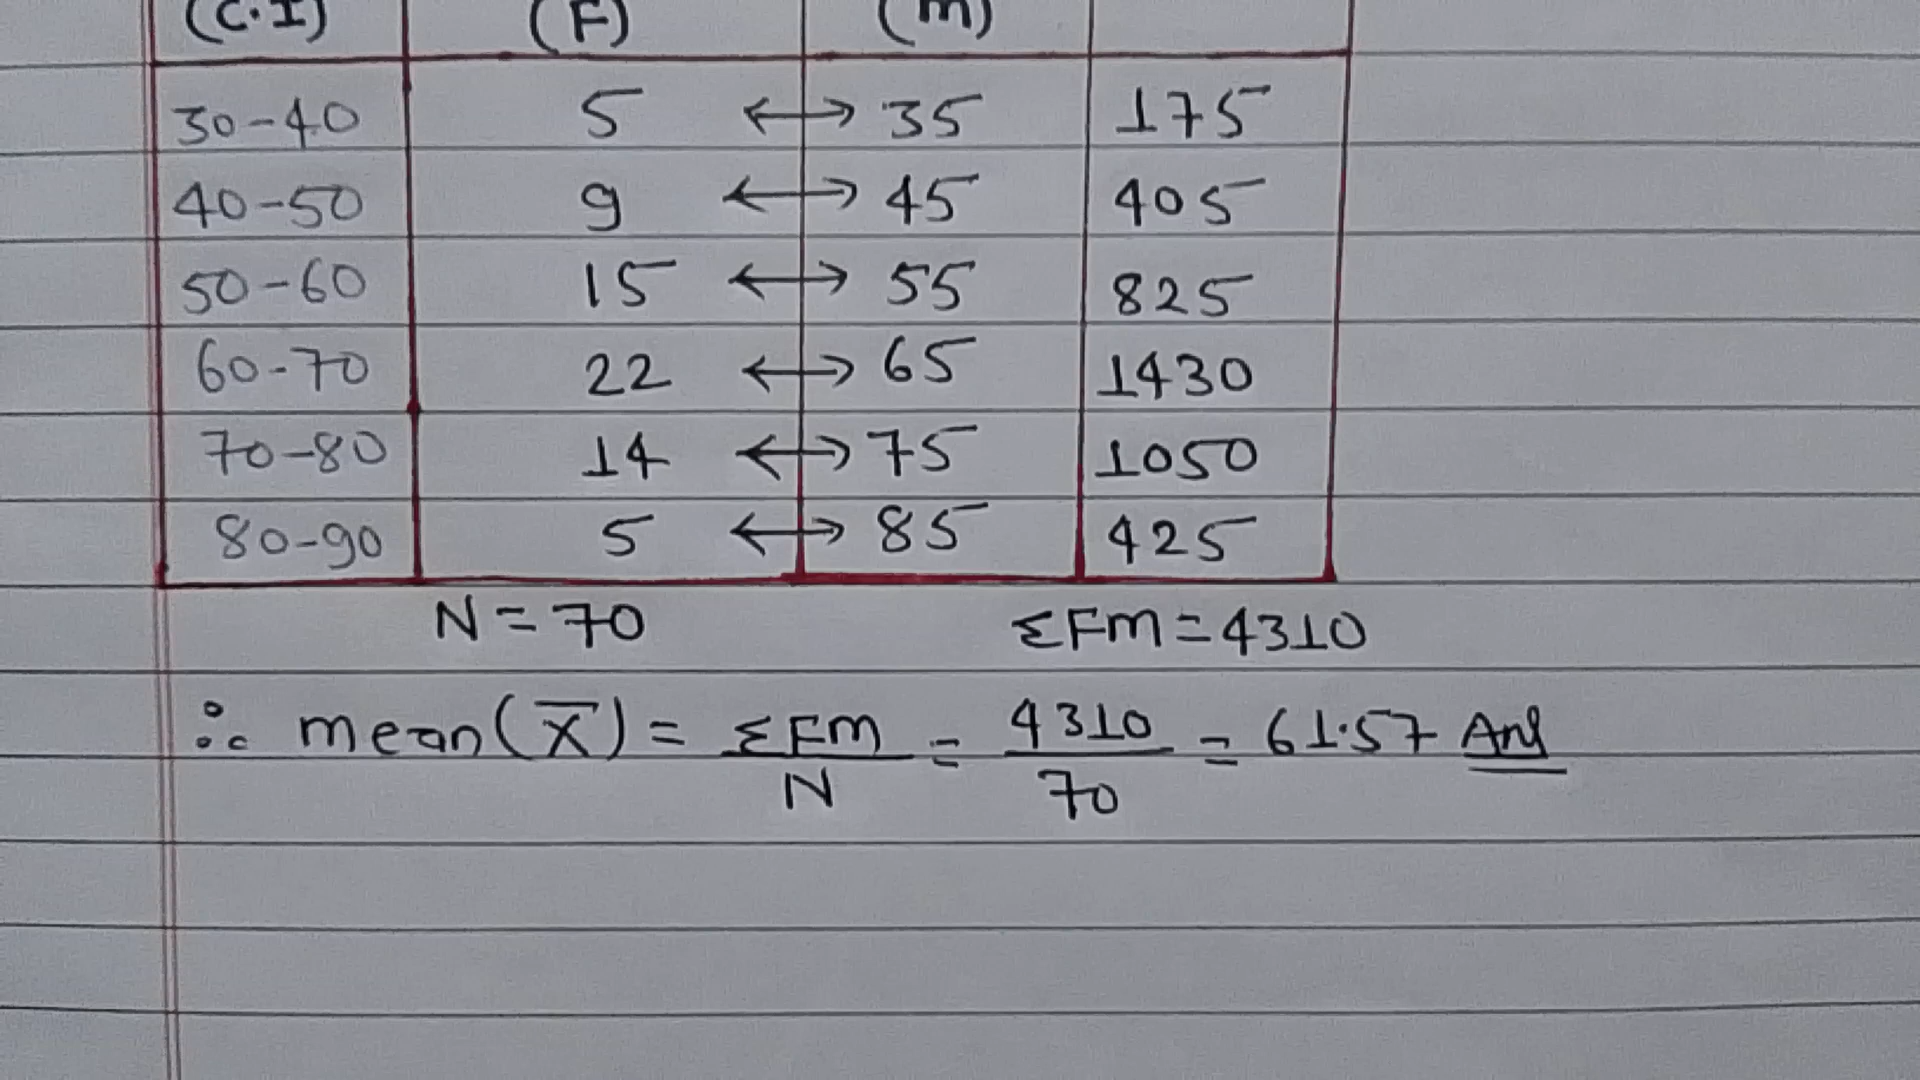 (C.I) (F) (m)
30-40 5 ↔ 35 175
40-50 9 ↔ 45 405
50-60 15 ↔ 55 825
60-70 22 ↔ 65 1430
70-80 14 ↔ 75 1050
80-90 5 ↔ 85 425
N = 70 ΣFm = 4310
∴ mean (X̅) = ΣFm/N = 4310/70 = 61.57 Ans